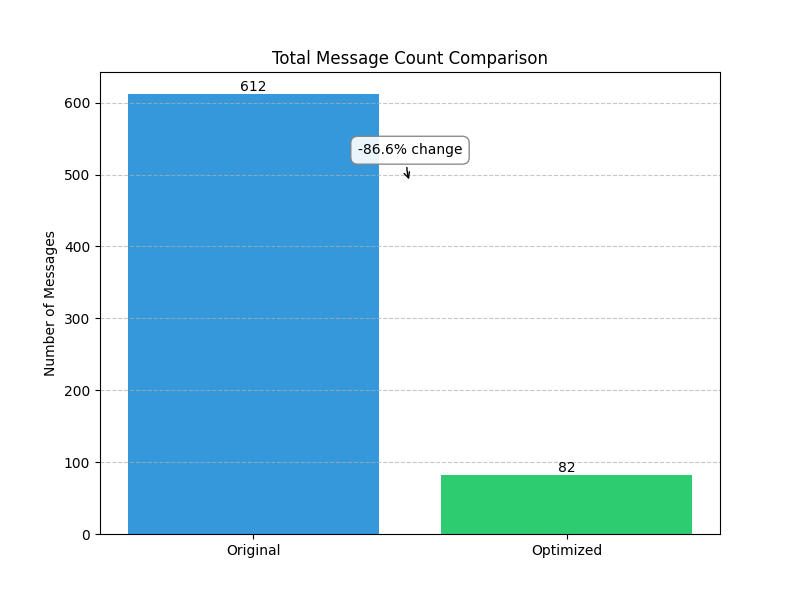 Total Message Count Comparison
612
-86.6% change
82
Number of Messages
600
500
400
300
200
100
0
Original
Optimized